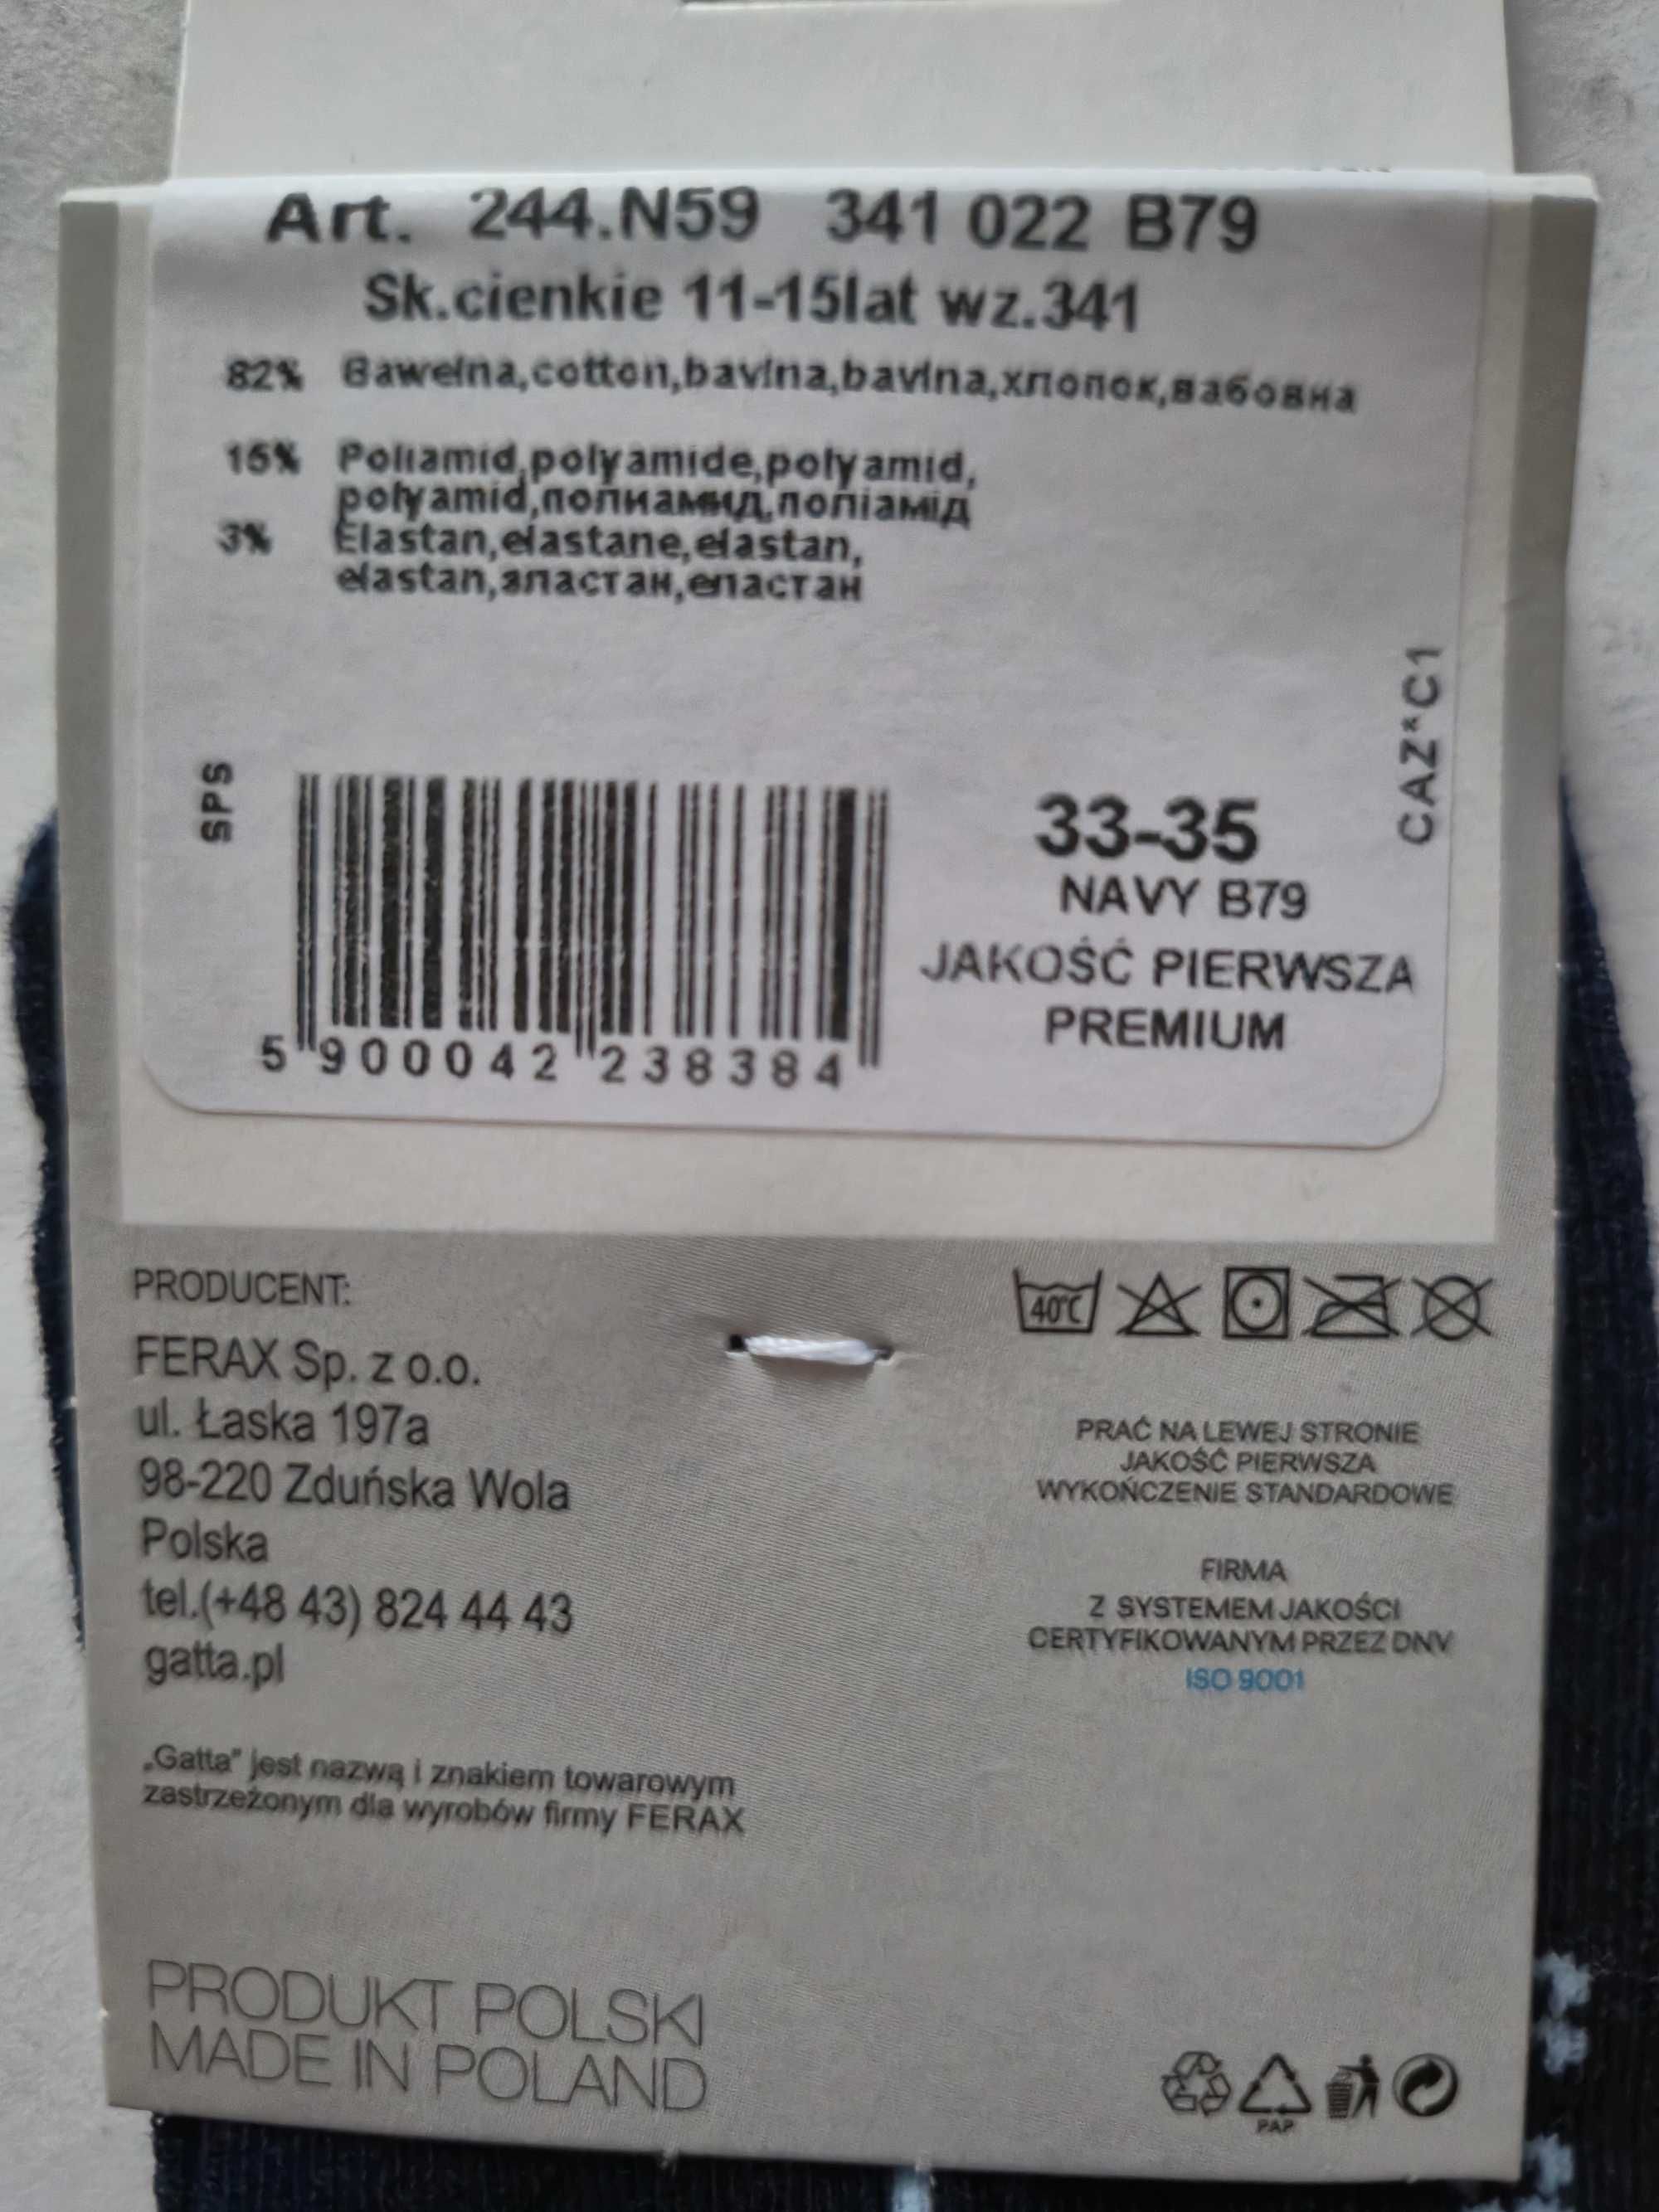 Art. 244.N59 341 022 B79
Sk.cienkie 11-15lat wz.341
82% Bawełna,cotton,bavlna,bavlna,хлопок,вабовна
15% Poliamid,polyamide,polyamid,
polyamid,полиамид,поліамід
3% Elastan,elastane,elastan,
elastan,эластан,еластан
CAZ*C1
SPS
33-35
NAVY B79
JAKOŚĆ PIERWSZA
PREMIUM
5 900042 238384
PRODUCENT:
FERAX Sp. z o.o.
ul. Łaska 197a
98-220 Zduńska Wola
Polska
tel.(+48 43) 824 44 43
gatta.pl
40°C
PRAĆ NA LEWEJ STRONIE
JAKOŚĆ PIERWSZA
WYKOŃCZENIE STANDARDOWE
FIRMA
Z SYSTEMEM JAKOŚCI
CERTYFIKOWANYM PRZEZ DNV
ISO 9001
„Gatta" jest nazwą i znakiem towarowym
zastrzeżonym dla wyrobów firmy FERAX
PRODUKT POLSKI
MADE IN POLAND
PAP